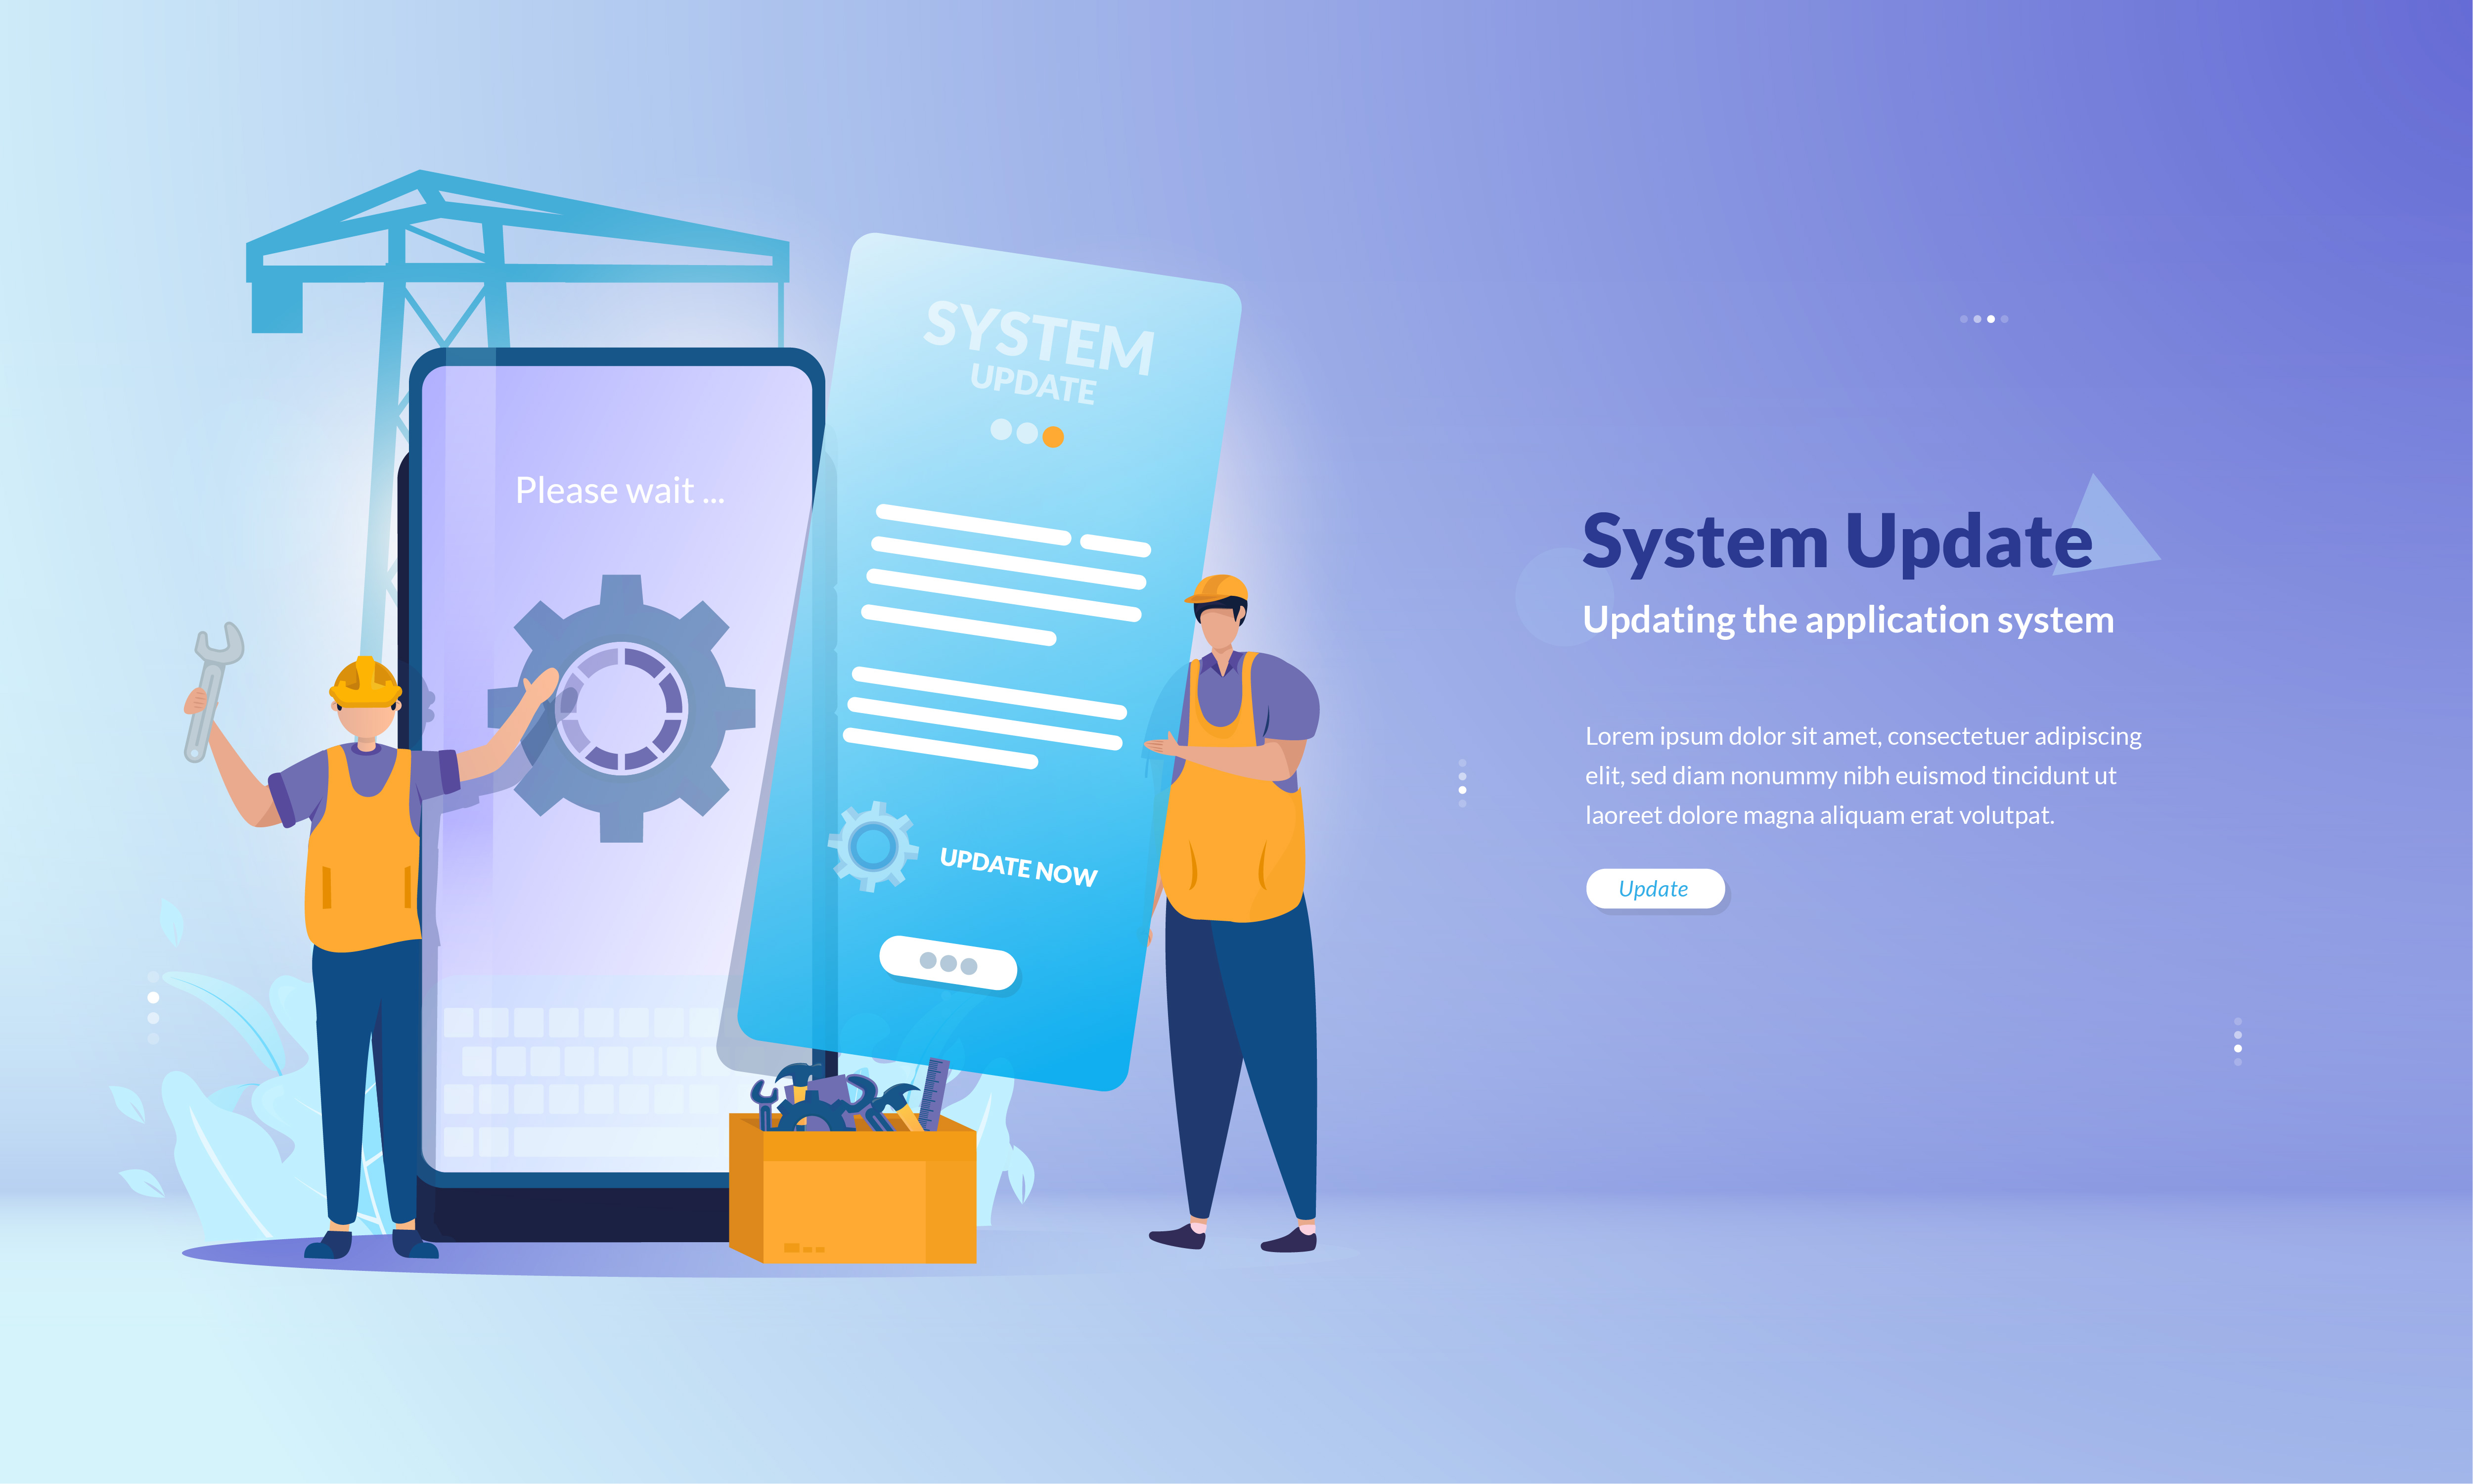 Please wait ...
SYSTEM
UPDATE
UPDATE NOW
System Update
Updating the application system
Lorem ipsum dolor sit amet, consectetuer adipiscing
elit, sed diam nonummy nibh euismod tincidunt ut
laoreet dolore magna aliquam erat volutpat.
Update